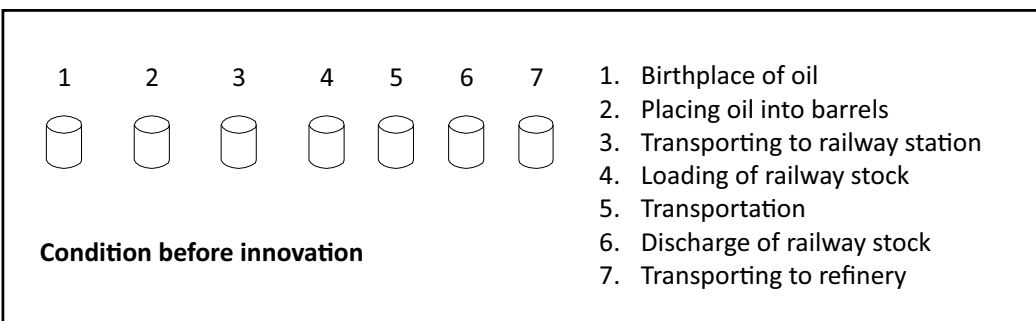 1 2 3 4 5 6 7
1. Birthplace of oil
2. Placing oil into barrels
3. Transporting to railway station
4. Loading of railway stock
5. Transportation
6. Discharge of railway stock
7. Transporting to refinery
Condition before innovation